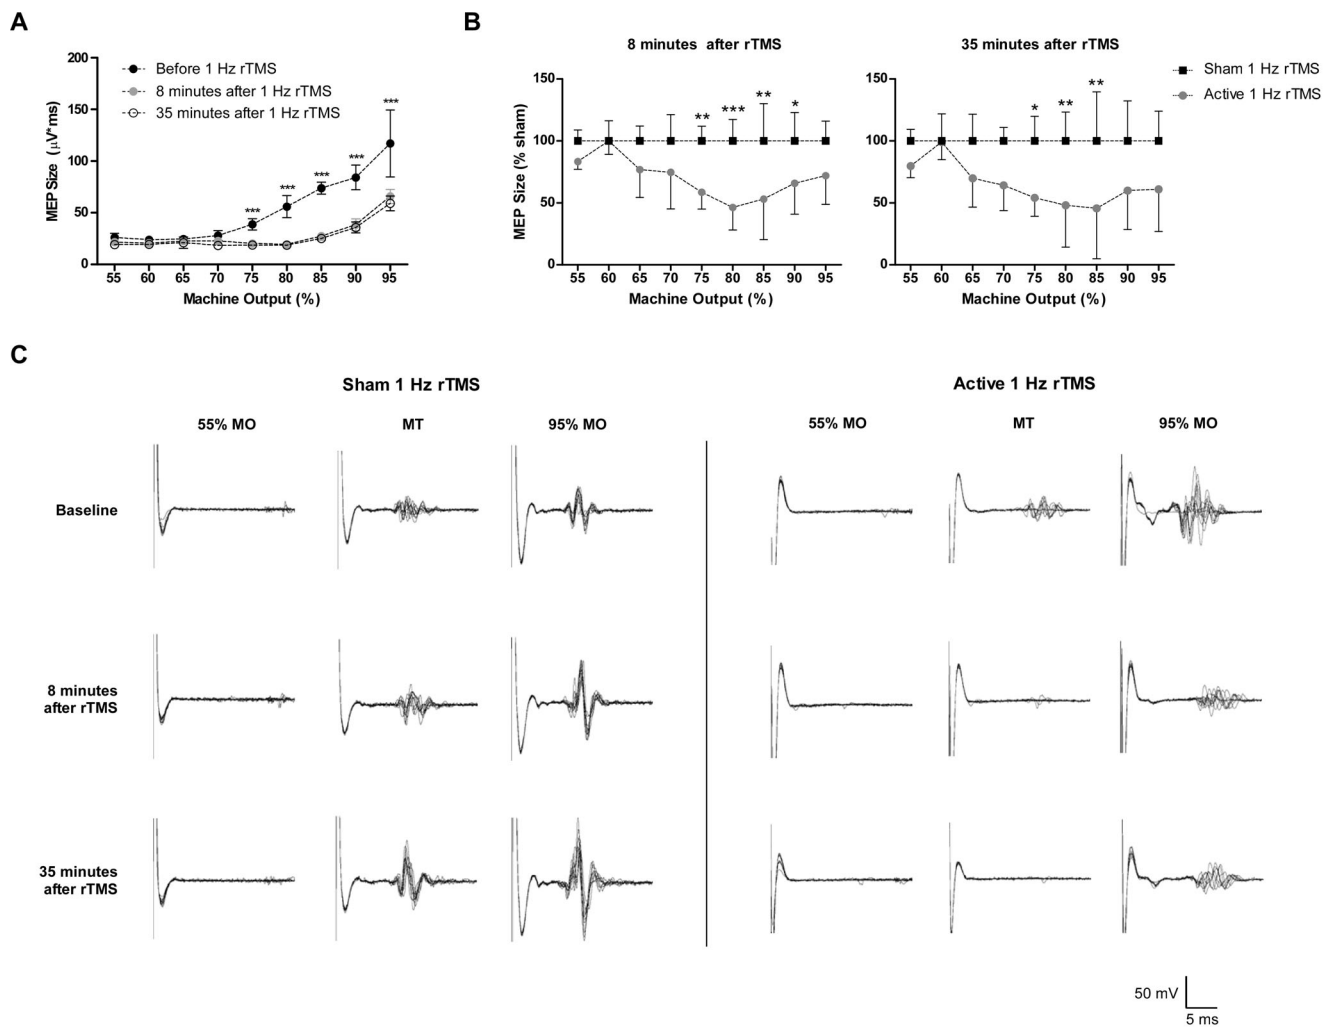 A
200
150
100
50
0
MEP Size (µV*ms)
Before 1 Hz rTMS
8 minutes after 1 Hz rTMS
35 minutes after 1 Hz rTMS
*** *** *** *** ***
55 60 65 70 75 80 85 90 95
Machine Output (%)
B
8 minutes after rTMS
150
100
50
0
MEP Size (% sham)
** *** ** *
55 60 65 70 75 80 85 90 95
Machine Output (%)
35 minutes after rTMS
150
100
50
0
* ** **
55 60 65 70 75 80 85 90 95
Machine Output (%)
Sham 1 Hz rTMS
Active 1 Hz rTMS
C
Sham 1 Hz rTMS
Active 1 Hz rTMS
55% MO MT 95% MO 55% MO MT 95% MO
Baseline
8 minutes
after rTMS
35 minutes
after rTMS
50 mV
5 ms